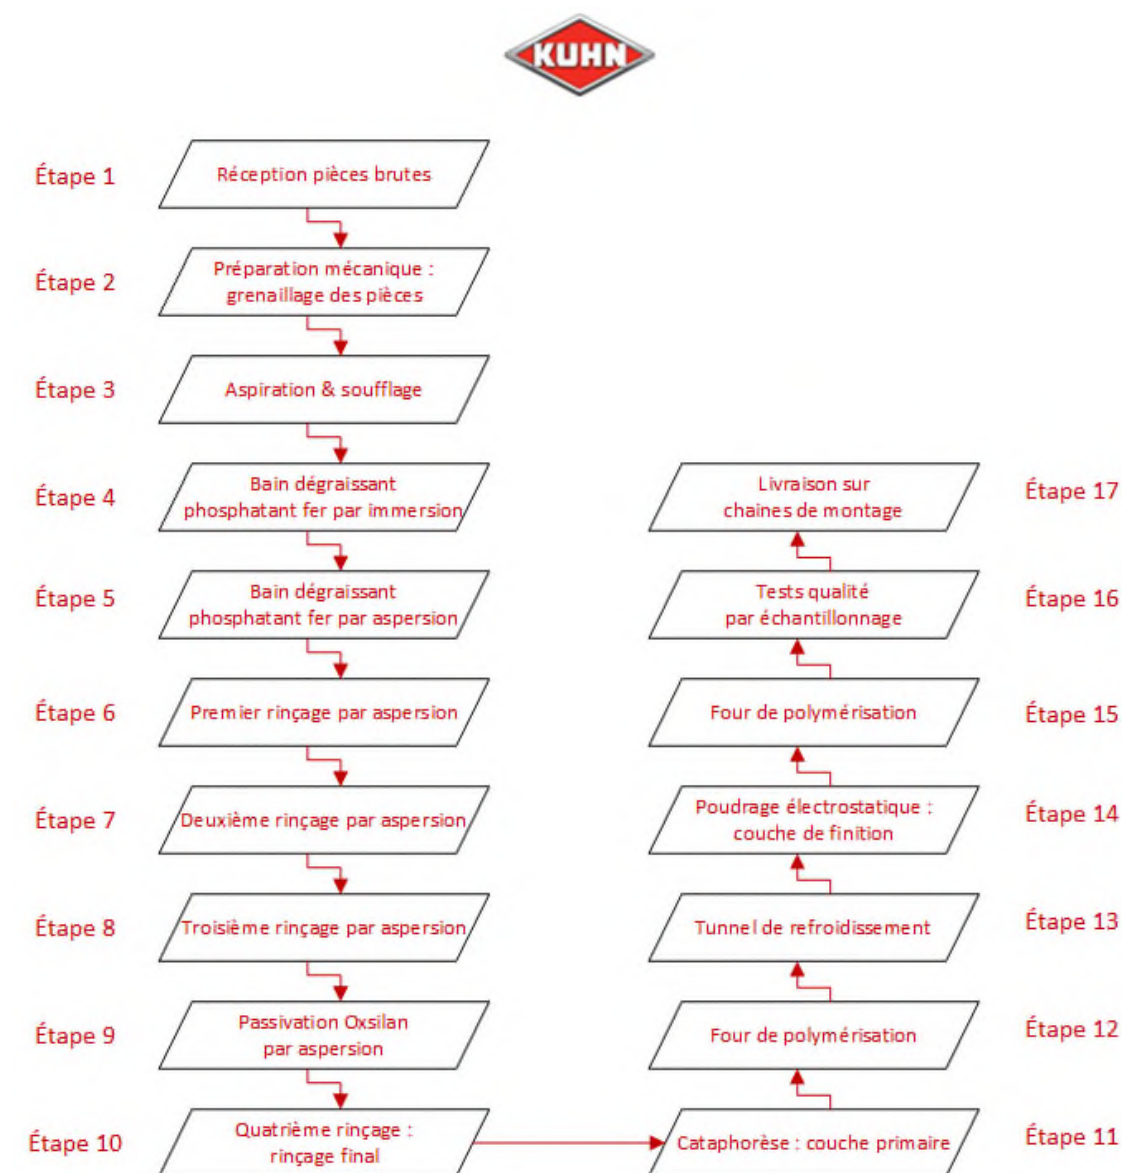 KUHN
Étape 1
Réception pièces brutes
Étape 2
Préparation mécanique :
grenaillage des pièces
Étape 3
Aspiration & soufflage
Étape 4
Bain dégraissant
phosphatant fer par immersion
Étape 5
Bain dégraissant
phosphatant fer par aspersion
Étape 6
Premier rinçage par aspersion
Étape 7
Deuxième rinçage par aspersion
Étape 8
Troisième rinçage par aspersion
Étape 9
Passivation Oxsilan
par aspersion
Étape 10
Quatrième rinçage :
rinçage final
Cataphorèse : couche primaire
Étape 11
Four de polymérisation
Étape 12
Tunnel de refroidissement
Étape 13
Poudrage électrostatique :
couche de finition
Étape 14
Four de polymérisation
Étape 15
Tests qualité
par échantillonnage
Étape 16
Livraison sur
chaines de montage
Étape 17